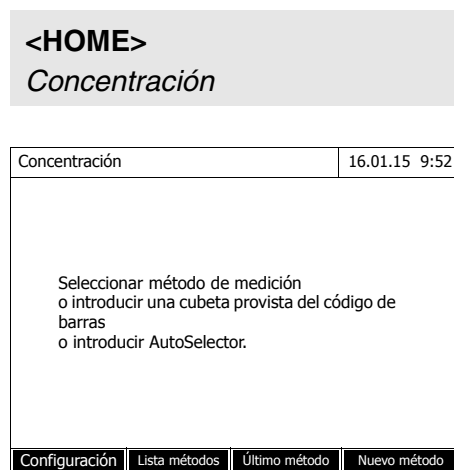 <HOME>
Concentración
Concentración 16.01.15 9:52
Seleccionar método de medición
o introducir una cubeta provista del código de
barras
o introducir AutoSelector.
Configuración Lista métodos Último método Nuevo método